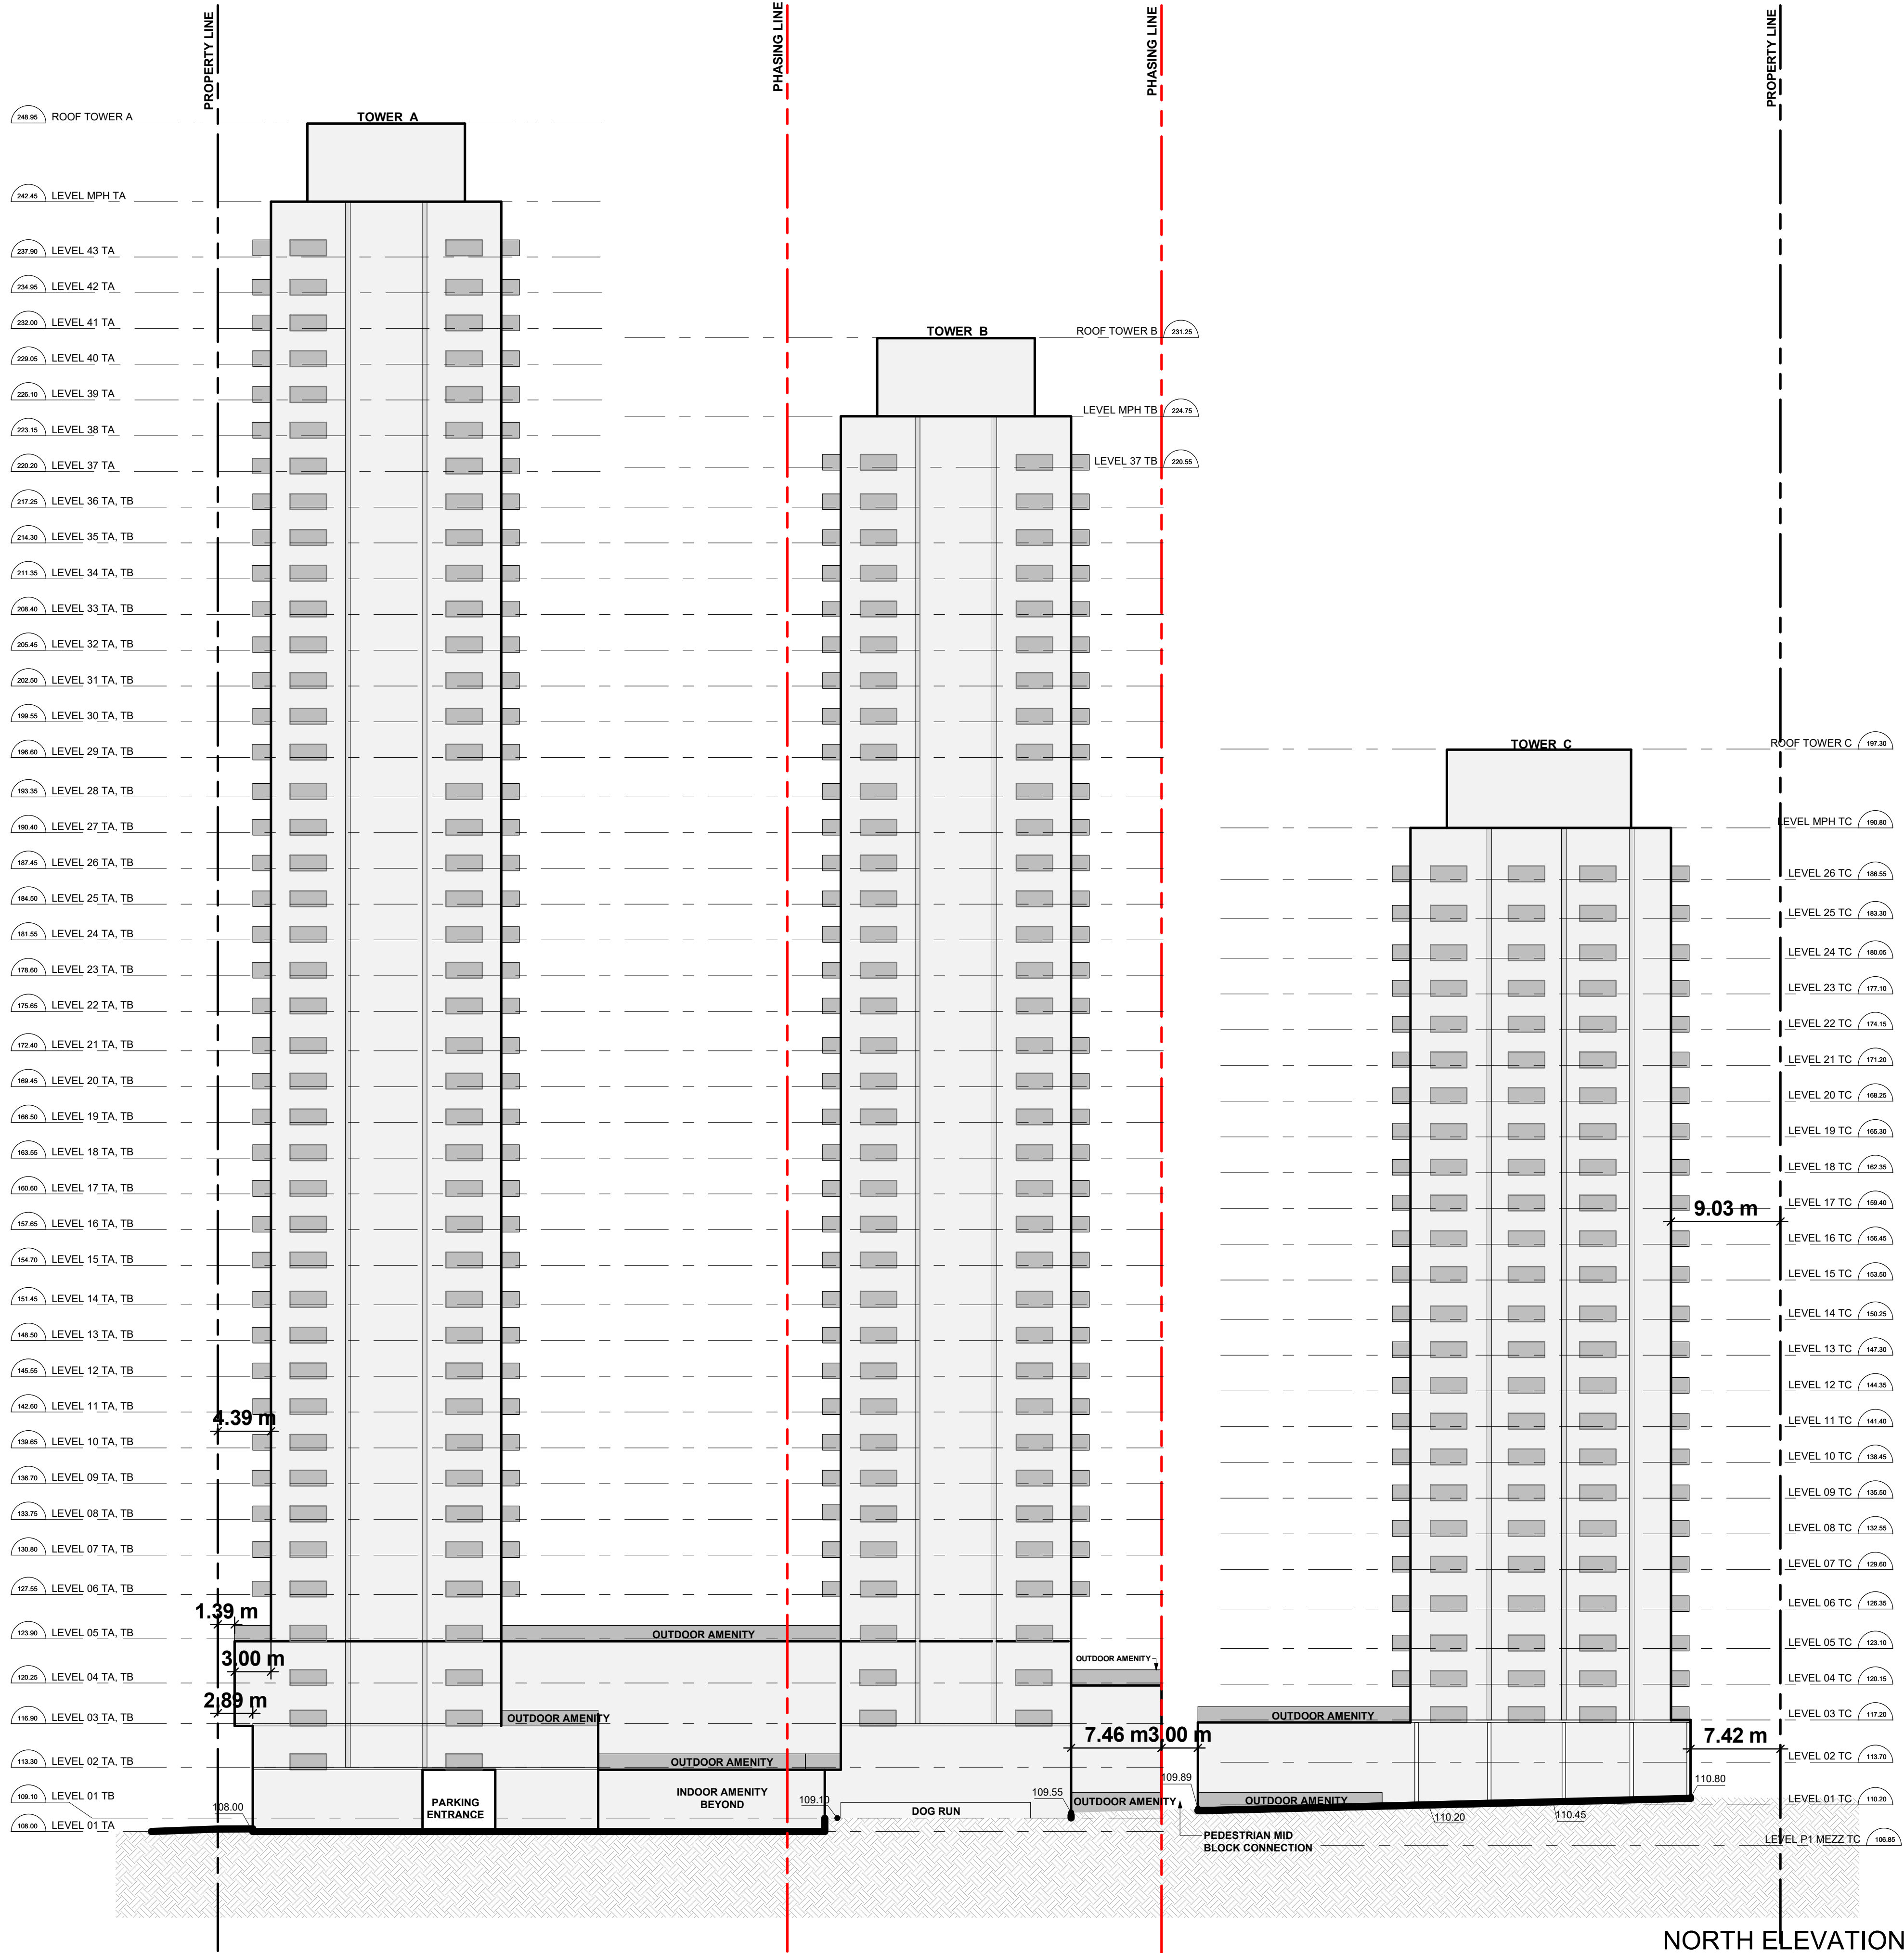 PROPERTY LINE
PHASING LINE
PHASING LINE
PROPERTY LINE
248.95 ROOF TOWER A
TOWER A
242.45 LEVEL MPH TA
237.90 LEVEL 43 TA
234.95 LEVEL 42 TA
232.00 LEVEL 41 TA
229.05 LEVEL 40 TA
226.10 LEVEL 39 TA
223.15 LEVEL 38 TA
220.20 LEVEL 37 TA
217.25 LEVEL 36 TA, TB
214.30 LEVEL 35 TA, TB
211.35 LEVEL 34 TA, TB
208.40 LEVEL 33 TA, TB
205.45 LEVEL 32 TA, TB
202.50 LEVEL 31 TA, TB
199.55 LEVEL 30 TA, TB
196.60 LEVEL 29 TA, TB
193.35 LEVEL 28 TA, TB
190.40 LEVEL 27 TA, TB
187.45 LEVEL 26 TA, TB
184.50 LEVEL 25 TA, TB
181.55 LEVEL 24 TA, TB
178.60 LEVEL 23 TA, TB
175.65 LEVEL 22 TA, TB
172.40 LEVEL 21 TA, TB
169.45 LEVEL 20 TA, TB
166.50 LEVEL 19 TA, TB
163.55 LEVEL 18 TA, TB
160.60 LEVEL 17 TA, TB
157.65 LEVEL 16 TA, TB
154.70 LEVEL 15 TA, TB
151.45 LEVEL 14 TA, TB
148.50 LEVEL 13 TA, TB
145.55 LEVEL 12 TA, TB
142.60 LEVEL 11 TA, TB
139.65 LEVEL 10 TA, TB
136.70 LEVEL 09 TA, TB
133.75 LEVEL 08 TA, TB
130.80 LEVEL 07 TA, TB
127.55 LEVEL 06 TA, TB
123.90 LEVEL 05 TA, TB
120.25 LEVEL 04 TA, TB
116.90 LEVEL 03 TA, TB
113.30 LEVEL 02 TA, TB
109.10 LEVEL 01 TB
108.00 LEVEL 01 TA
4.39 m
1.39 m
3.00 m
2.89 m
108.00
PARKING
ENTRANCE
OUTDOOR AMENITY
OUTDOOR AMENITY
OUTDOOR AMENITY
INDOOR AMENITY
BEYOND
109.10
TOWER B
ROOF TOWER B 231.25
LEVEL MPH TB 224.75
LEVEL 37 TB 220.55
DOG RUN
109.55
OUTDOOR AMENITY
7.46 m
3.00 m
OUTDOOR AMENITY
109.89
PEDESTRIAN MID
BLOCK CONNECTION
TOWER C
OUTDOOR AMENITY
OUTDOOR AMENITY
110.20
110.45
110.80
9.03 m
7.42 m
ROOF TOWER C 197.30
LEVEL MPH TC 190.80
LEVEL 26 TC 186.55
LEVEL 25 TC 183.30
LEVEL 24 TC 180.05
LEVEL 23 TC 177.10
LEVEL 22 TC 174.15
LEVEL 21 TC 171.20
LEVEL 20 TC 168.25
LEVEL 19 TC 165.30
LEVEL 18 TC 162.35
LEVEL 17 TC 159.40
LEVEL 16 TC 156.45
LEVEL 15 TC 153.50
LEVEL 14 TC 150.25
LEVEL 13 TC 147.30
LEVEL 12 TC 144.35
LEVEL 11 TC 141.40
LEVEL 10 TC 138.45
LEVEL 09 TC 135.50
LEVEL 08 TC 132.55
LEVEL 07 TC 129.60
LEVEL 06 TC 126.35
LEVEL 05 TC 123.10
LEVEL 04 TC 120.15
LEVEL 03 TC 117.20
LEVEL 02 TC 113.70
LEVEL 01 TC 110.20
LEVEL P1 MEZZ TC 106.85
NORTH ELEVATION